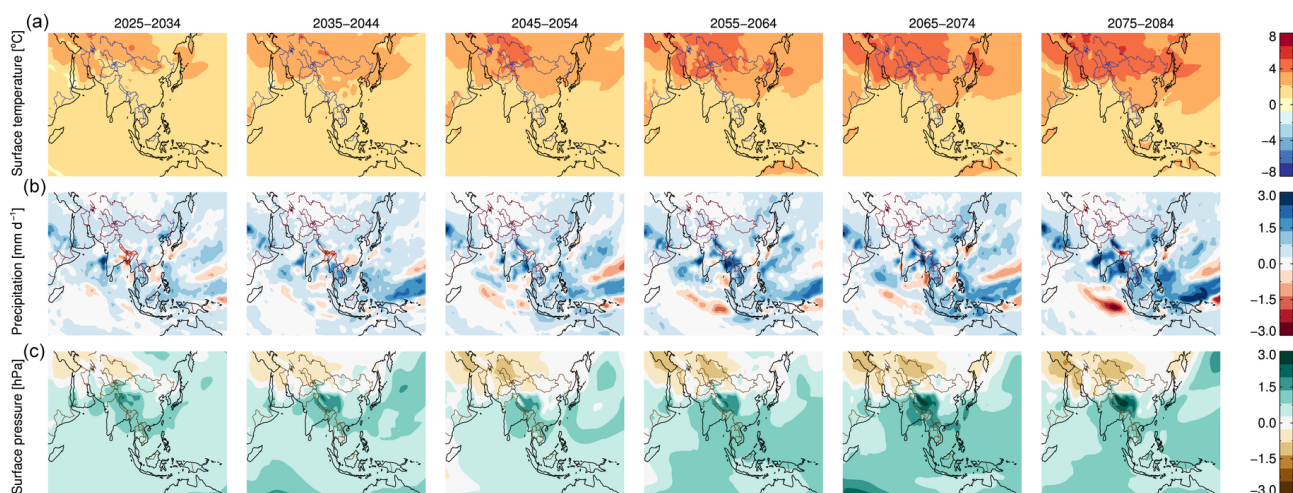 2025−2034 2035−2044 2045−2054 2055−2064 2065−2074 2075−2084
(a)
Surface temperature [°C]
8
4
2
0
−2
−4
−8
(b)
Precipitation [mm d⁻¹]
3.0
1.5
0.0
−1.5
−3.0
(c)
Surface pressure [hPa]
3.0
1.5
0.0
−1.5
−3.0